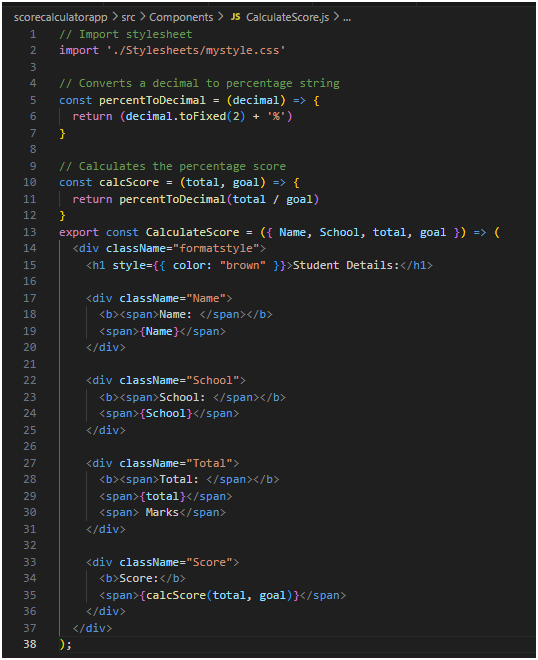 scorecalculatorapp > src > Components > JS CalculateScore.js > ...
1 // Import stylesheet
2 import './Stylesheets/mystyle.css'
3
4 // Converts a decimal to percentage string
5 const percentToDecimal = (decimal) => {
6   return (decimal.toFixed(2) + '%')
7 }
8
9 // Calculates the percentage score
10 const calcScore = (total, goal) => {
11   return percentToDecimal(total / goal)
12 }
13 export const CalculateScore = ({ Name, School, total, goal }) => (
14   <div className="formatstyle">
15     <h1 style={{ color: "brown" }}>Student Details:</h1>
16
17     <div className="Name">
18       <b><span>Name: </span></b>
19       <span>{Name}</span>
20     </div>
21
22     <div className="School">
23       <b><span>School: </span></b>
24       <span>{School}</span>
25     </div>
26
27     <div className="Total">
28       <b><span>Total: </span></b>
29       <span>{total}</span>
30       <span> Marks</span>
31     </div>
32
33     <div className="Score">
34       <b>Score:</b>
35       <span>{calcScore(total, goal)}</span>
36     </div>
37   </div>
38 );